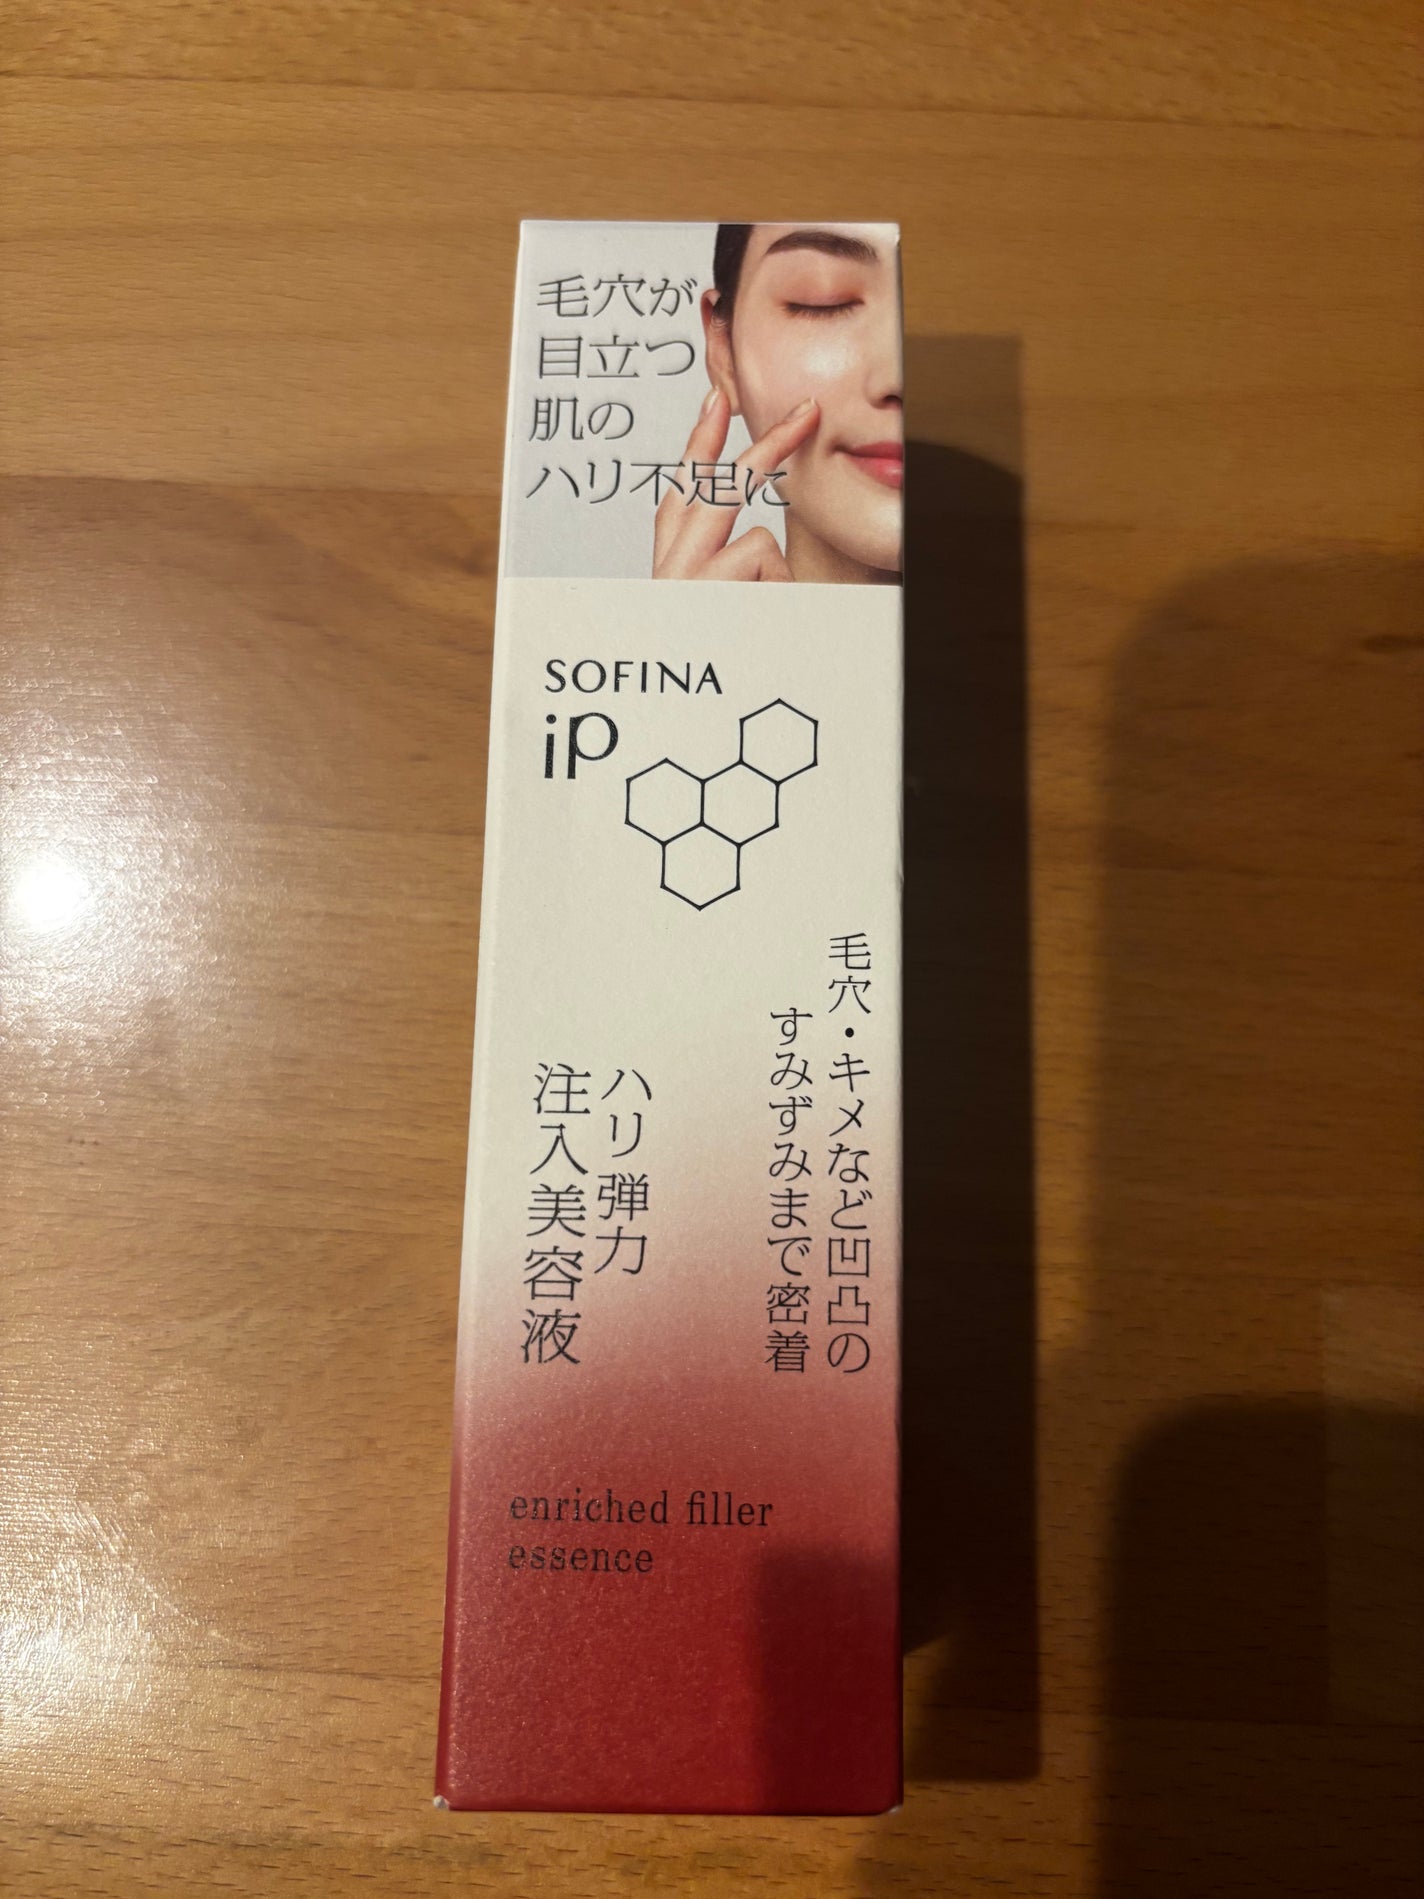 毛穴が
目立つ
肌の
ハリ不足に
SOFINA
iP
毛穴・キメなど凹凸の
すみずみまで密着
ハリ弾力
注入美容液
enriched filler
essence